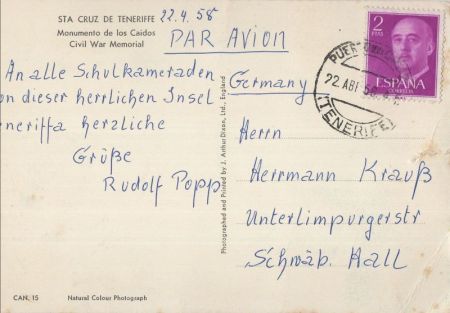 STA CRUZ DE TENERIFFE 22.4.58
Monumento de los Caidos
Civil War Memorial
PAR AVION
An alle Schulkameraden
on dieser herrlichen Insel
eneriffa herzliche
Grüße
Rudolf Popp
Germany
Herrn
Herrmann Krauß
Unterlimpurgerstr
Schwäb. Hall
2
PTAS
ESPAÑA
CORREOS
22 ABR 58
(TENERIFE)
Photographed and Printed by J. Arthur Dixon, Ltd., England
CAN. 15 Natural Colour Photograph